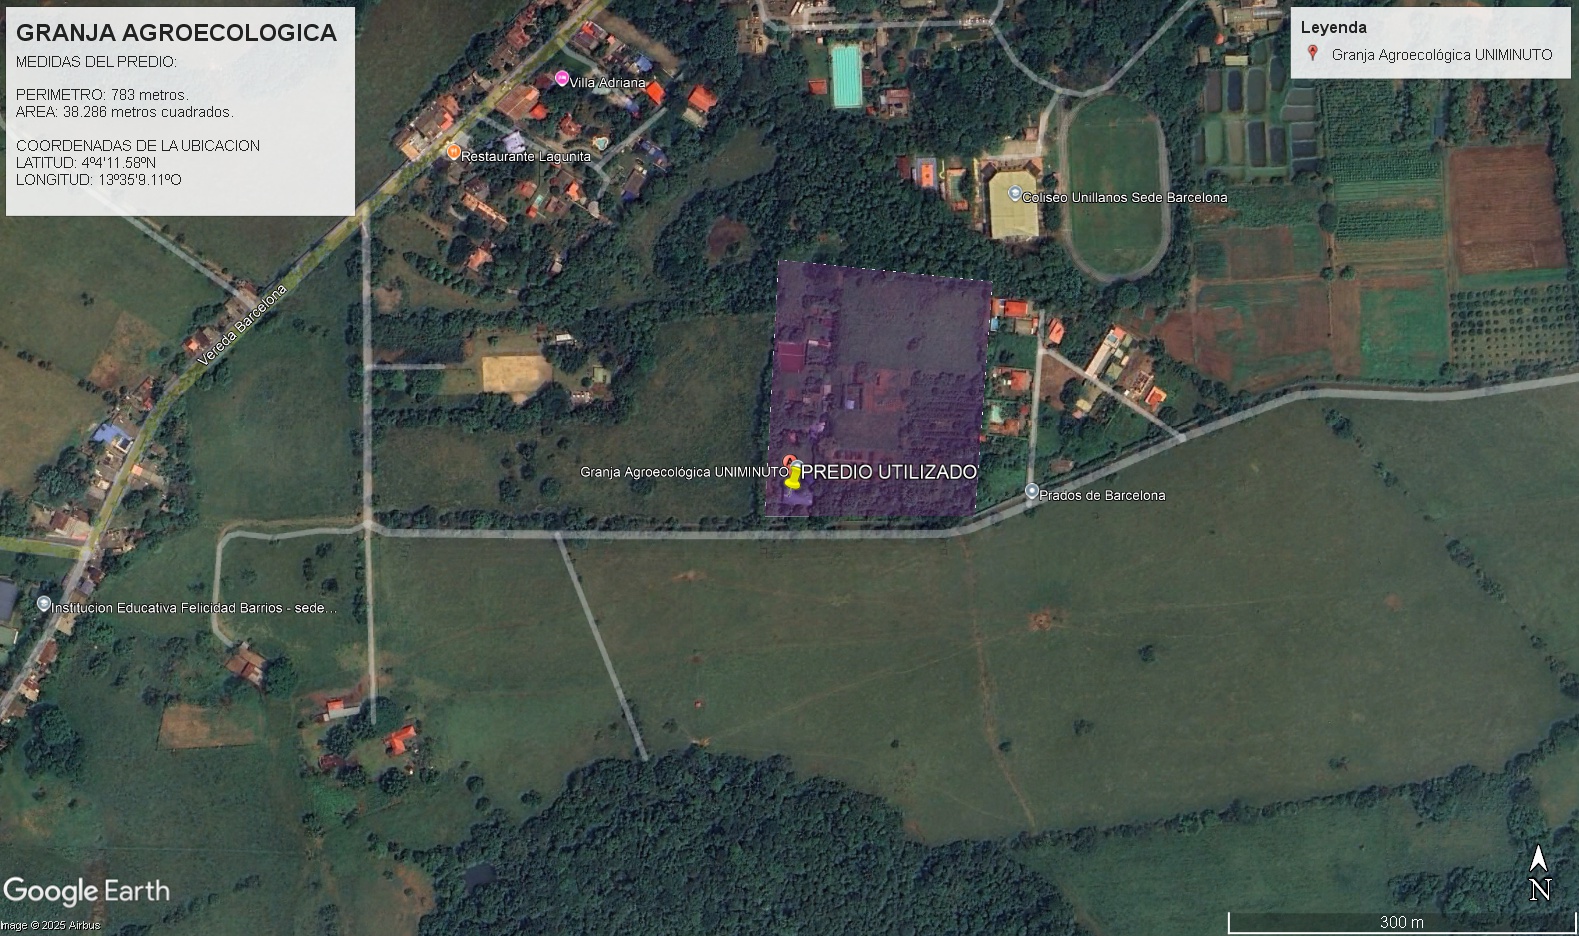 GRANJA AGROECOLOGICA
MEDIDAS DEL PREDIO:
PERIMETRO: 783 metros.
AREA: 38.286 metros cuadrados.
COORDENADAS DE LA UBICACION
LATITUD: 4º4'11.58ºN
LONGITUD: 13º35'9.11ºO
Leyenda
Granja Agroecológica UNIMINUTO
Villa Adriana
Restaurante Lagunita
Coliseo Unillanos Sede Barcelona
Vereda Barcelona
Granja Agroecológica UNIMINUTO
PREDIO UTILIZADO
Prados de Barcelona
Institucion Educativa Felicidad Barrios - sede...
Google Earth
Image © 2025 Airbus
N
300 m